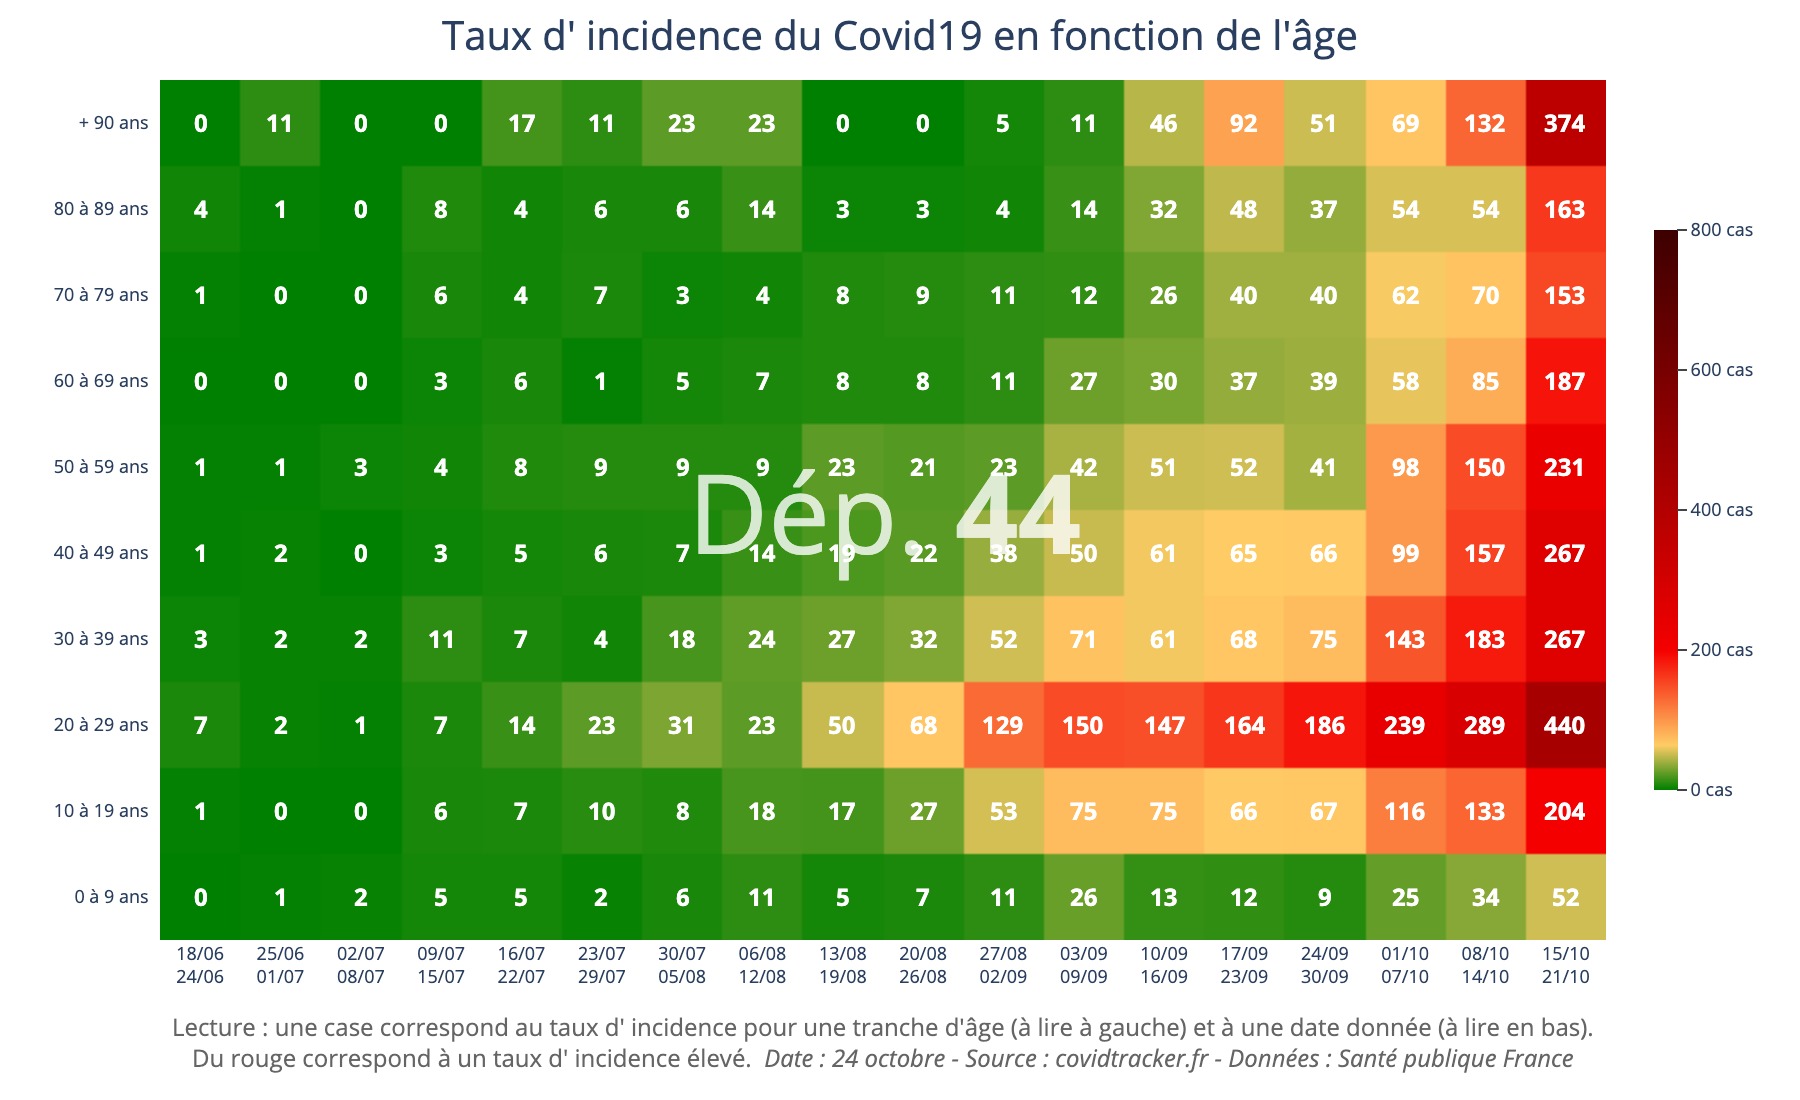 Taux d' incidence du Covid19 en fonction de l'âge
+ 90 ans 0 11 0 0 17 11 23 23 0 0 5 11 46 92 51 69 132 374
80 à 89 ans 4 1 0 8 4 6 6 14 3 3 4 14 32 48 37 54 54 163
70 à 79 ans 1 0 0 6 4 7 3 4 8 9 11 12 26 40 40 62 70 153
60 à 69 ans 0 0 0 3 6 1 5 7 8 8 11 27 30 37 39 58 85 187
50 à 59 ans 1 1 3 4 8 9 9 9 23 21 23 42 51 52 41 98 150 231
Dép. 44
40 à 49 ans 1 2 0 3 5 6 7 14 19 22 38 50 61 65 66 99 157 267
30 à 39 ans 3 2 2 11 7 4 18 24 27 32 52 71 61 68 75 143 183 267
20 à 29 ans 7 2 1 7 14 23 31 23 50 68 129 150 147 164 186 239 289 440
10 à 19 ans 1 0 0 6 7 10 8 18 17 27 53 75 75 66 67 116 133 204
0 à 9 ans 0 1 2 5 5 2 6 11 5 7 11 26 13 12 9 25 34 52
18/06 25/06 02/07 09/07 16/07 23/07 30/07 06/08 13/08 20/08 27/08 03/09 10/09 17/09 24/09 01/10 08/10 15/10
24/06 01/07 08/07 15/07 22/07 29/07 05/08 12/08 19/08 26/08 02/09 09/09 16/09 23/09 30/09 07/10 14/10 21/10
800 cas
600 cas
400 cas
200 cas
0 cas
Lecture : une case correspond au taux d' incidence pour une tranche d'âge (à lire à gauche) et à une date donnée (à lire en bas).
Du rouge correspond à un taux d' incidence élevé. Date : 24 octobre - Source : covidtracker.fr - Données : Santé publique France